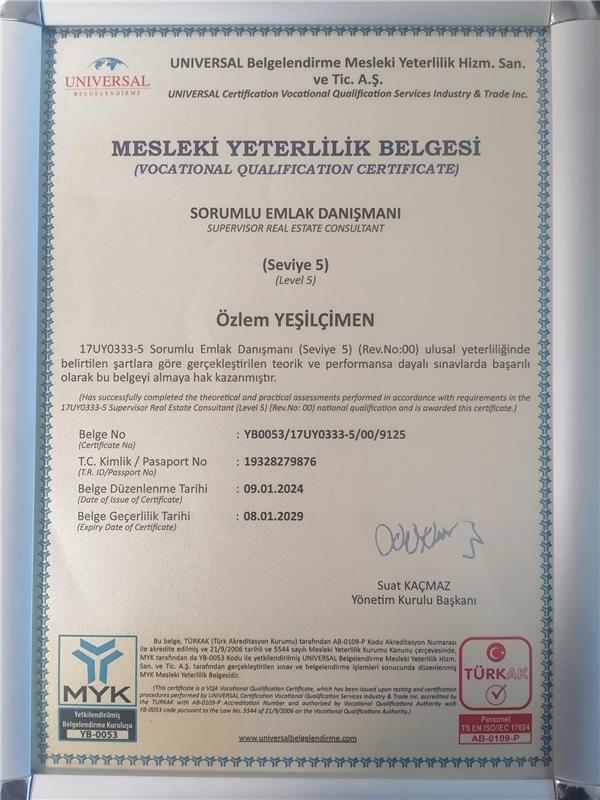 UNIVERSAL
BELGELENDİRME
UNIVERSAL Belgelendirme Mesleki Yeterlilik Hizm. San.
ve Tic. A.Ş.
UNIVERSAL Certification Vocational Qualification Services Industry & Trade Inc.
MESLEKİ YETERLİLİK BELGESİ
(VOCATIONAL QUALIFICATION CERTIFICATE)
SORUMLU EMLAK DANIŞMANI
SUPERVISOR REAL ESTATE CONSULTANT
(Seviye 5)
(Level 5)
Özlem YEŞİLÇİMEN
17UY0333-5 Sorumlu Emlak Danışmanı (Seviye 5) (Rev.No:00) ulusal yeterliliğinde
belirtilen şartlara göre gerçekleştirilen teorik ve performansa dayalı sınavlarda başarılı
olarak bu belgeyi almaya hak kazanmıştır.
(Has successfully completed the theoretical and practical assessments performed in accordance with requirements in the
17UY0333-5 Supervisor Real Estate Consultant (Level 5) (Rev.No: 00) national qualification and is awarded this certificate.)
Belge No : YB0053/17UY0333-5/00/9125
(Certificate No)
T.C. Kimlik / Pasaport No : 19328279876
(T.R. ID/Passport No)
Belge Düzenlenme Tarihi : 09.01.2024
(Date of Issue of Certificate)
Belge Geçerlilik Tarihi : 08.01.2029
(Expiry Date of Certificate)
Suat KAÇMAZ
Yönetim Kurulu Başkanı
Bu belge, TÜRKAK (Türk Akreditasyon Kurumu) tarafından AB-0109-P Kodu Akreditasyon Numarası
ile akredite edilmiş ve 21/9/2006 tarihli ve 5544 sayılı Mesleki Yeterlilik Kurumu Kanunu çerçevesinde,
MYK tarafından da YB-0053 Kodu ile yetkilendirilmiş UNIVERSAL Belgelendirme Mesleki Yeterlilik Hizm.
San. ve Tic. A.Ş. tarafından gerçekleştirilen sınav ve belgelendirme işlemleri sonucunda düzenlenen
MYK Mesleki Yeterlilik Belgesidir.
(This certificate is a VQA Vocational Qualification Certificate, which has been issued upon testing and certification
procedures performed by UNIVERSAL Certification Vocational Qualification Services Industry & Trade Inc. accredited by
the TURKAK with AB-0109-P Accreditation Number and authorized by Vocational Qualifications Authority with
YB-0053 code pursuant to the Law No. 5544 of 21/9/2006 on the Vocational Qualifications Authority.)
MYK
Yetkilendirilmiş
Belgelendirme Kuruluşu
YB-0053
www.universalbelgelendirme.com
TÜRKAK
Personel
TS EN ISO/IEC 17024
AB-0109-P